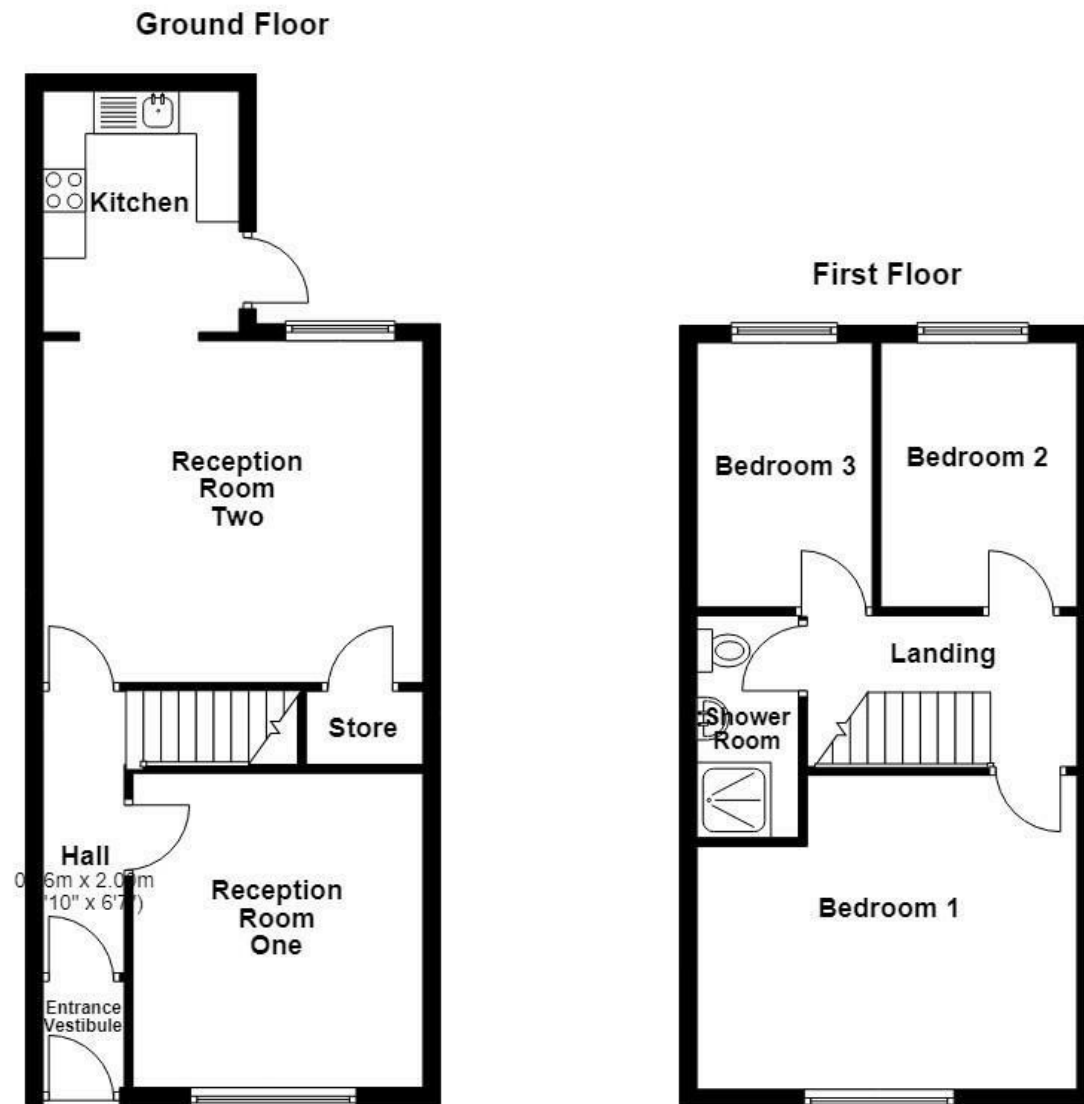 Ground Floor
Kitchen
Reception
Room
Two
Store
Hall
x
x
Reception
Room
One
Entrance
Vestibule
First Floor
Bedroom 3
Bedroom 2
Landing
Shower
Room
Bedroom 1